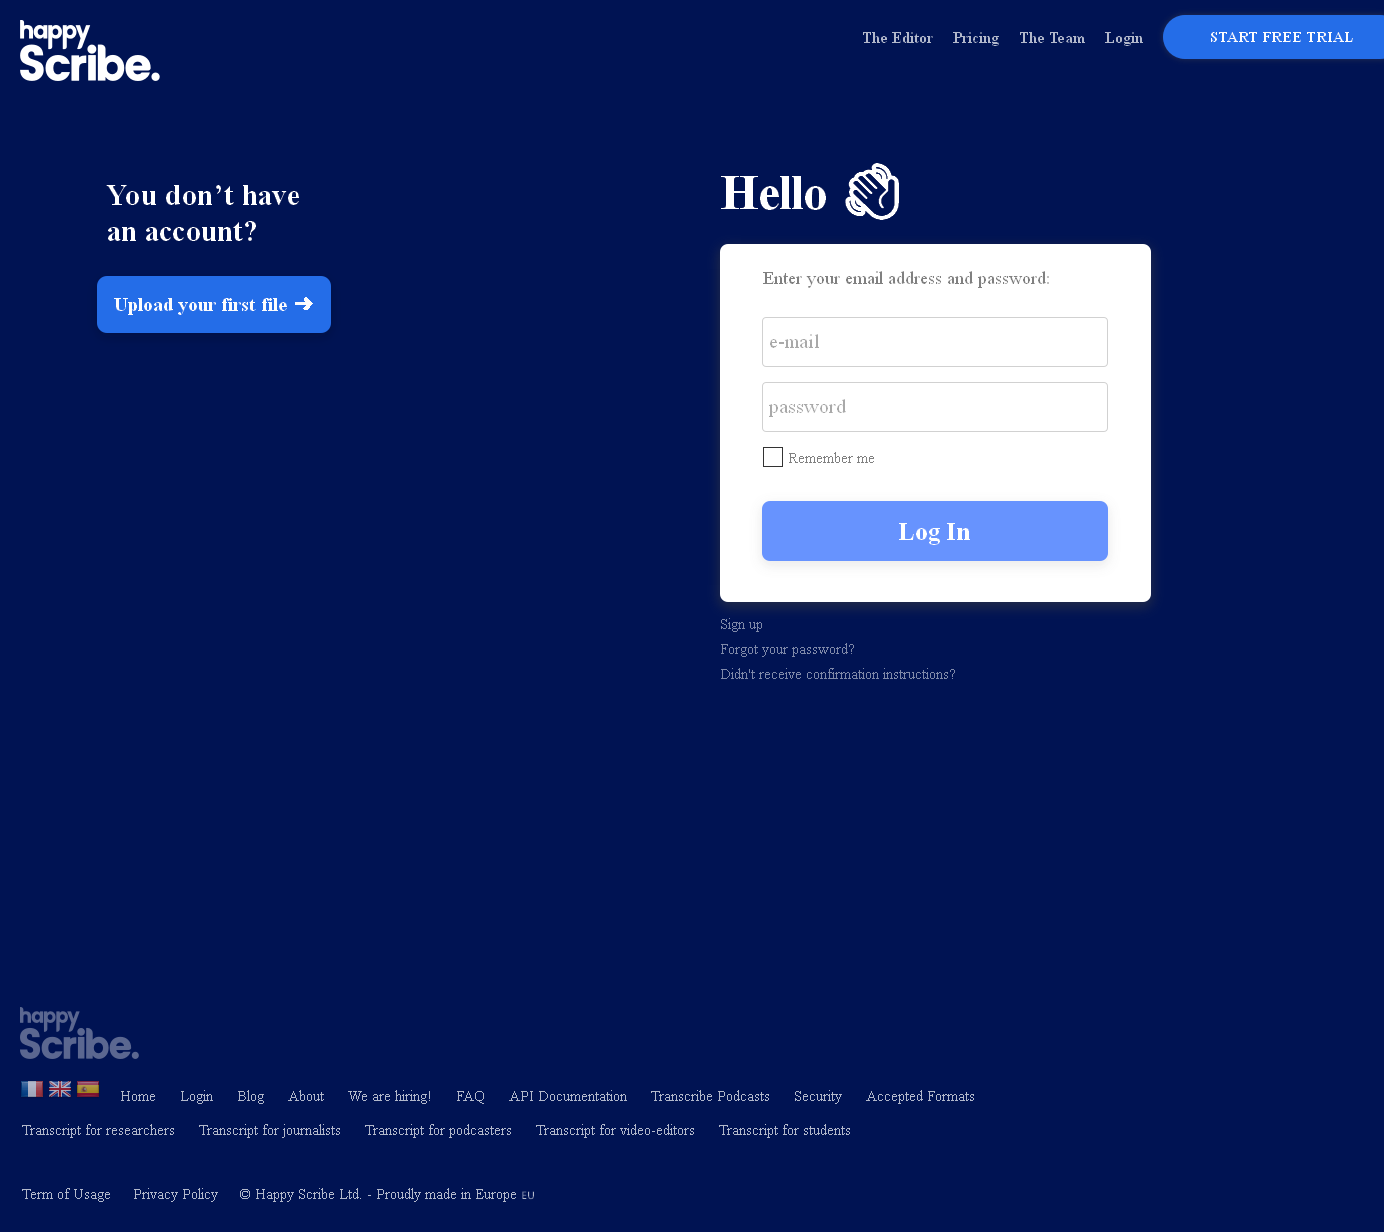 happy
Scribe.
The Editor Pricing The Team Login START FREE TRIAL
You don’t have
an account?
Upload your first file ➔
Hello
Enter your email address and password:
e-mail
password
Remember me
Log In
Sign up
Forgot your password?
Didn't receive confirmation instructions?
happy
Scribe.
Home Login Blog About We are hiring! FAQ API Documentation Transcribe Podcasts Security Accepted Formats
Transcript for researchers Transcript for journalists Transcript for podcasters Transcript for video-editors Transcript for students
Term of Usage Privacy Policy © Happy Scribe Ltd. - Proudly made in Europe EU